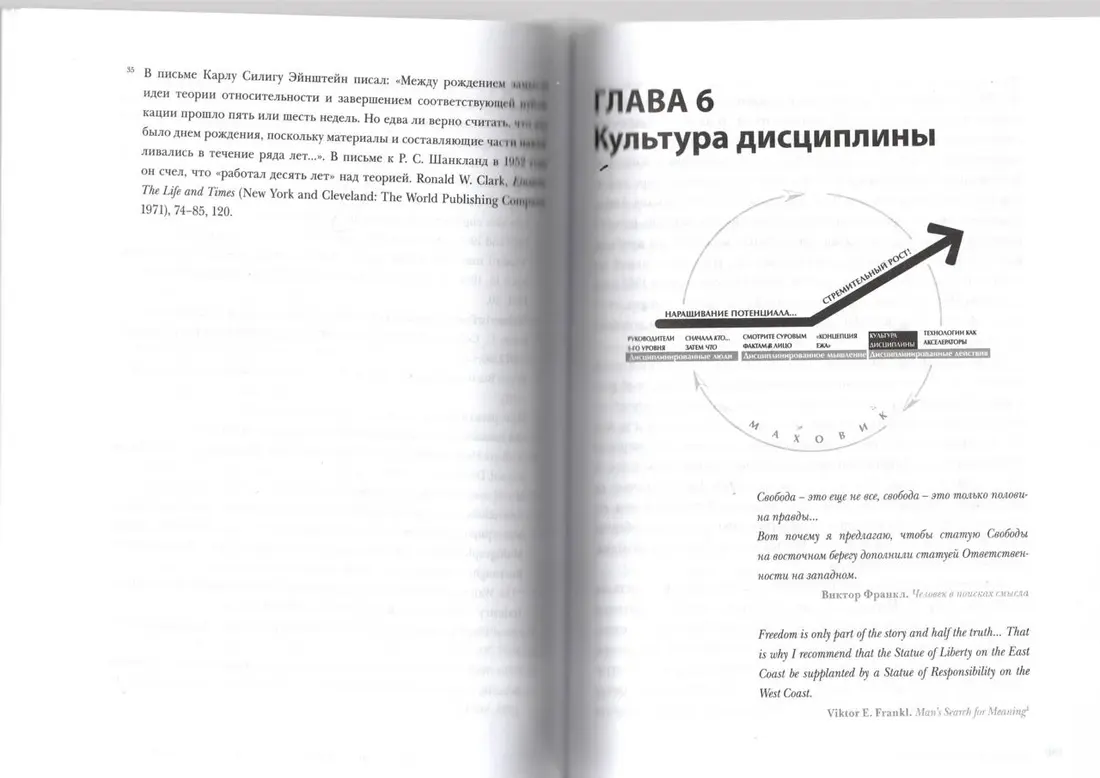 35 В письме Карлу Силигу Эйнштейн писал: «Между рождением
идеи теории относительности и завершением соответствующей
кации прошло пять или шесть недель. Но едва ли верно считать,
было днем рождения, поскольку материалы и составляющие части
ливались в течение ряда лет...». В письме к Р. С. Шанкланд в 1952
он счел, что «работал десять лет» над теорией. Ronald W. Clark,
The Life and Times (New York and Cleveland: The World Publishing
1971), 74–85, 120.
ГЛАВА 6
Культура дисциплины
СТРЕМИТЕЛЬНЫЙ РОСТ!
НАРАЩИВАНИЕ ПОТЕНЦИАЛА...
РУКОВОДИТЕЛИ СНАЧАЛА КТО... СМОТРИТЕ СУРОВЫМ «КОНЦЕПЦИЯ КУЛЬТУРА ТЕХНОЛОГИИ КАК
УРОВНЯ ЗАТЕМ ЧТО ФАКТАМ В ЛИЦО ЕЖА» ДИСЦИПЛИНЫ АКСЕЛЕРАТОРЫ
Дисциплинированные люди Дисциплинированное мышление Дисциплинированные действия
МАХОВИК
Свобода – это еще не все, свобода – это только полови-
на правды...
Вот почему я предлагаю, чтобы статую Свободы
на восточном берегу дополнили статуей Ответствен-
ности на западном.
Виктор Франкл. Человек в поисках смысла
Freedom is only part of the story and half the truth... That
is why I recommend that the Statue of Liberty on the East
Coast be supplanted by a Statue of Responsibility on the
West Coast.
Viktor E. Frankl. Man's Search for Meaning1